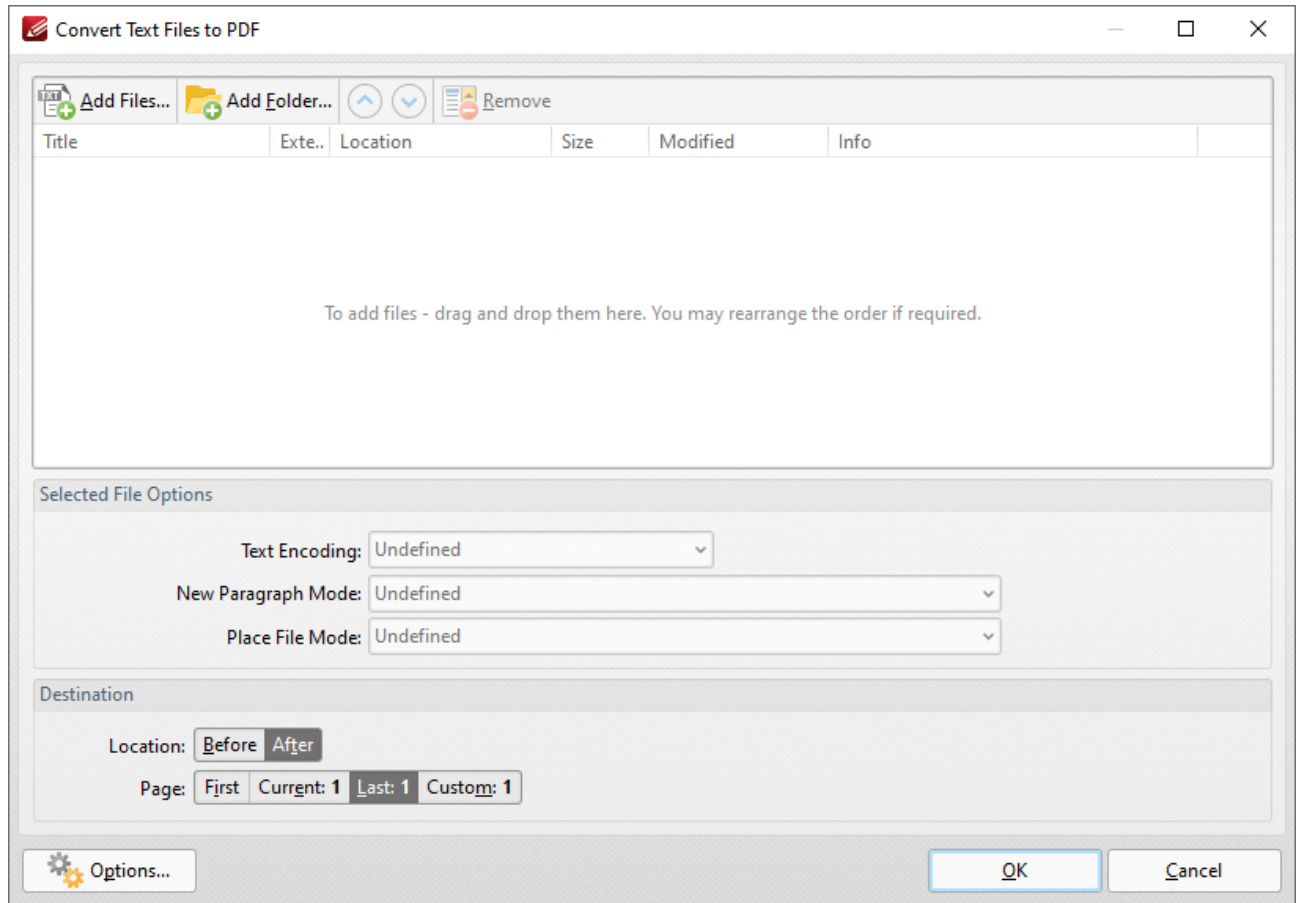 Convert Text Files to PDF
TXT Add Files... Add Folder... Remove
Title Exte.. Location Size Modified Info
To add files - drag and drop them here. You may rearrange the order if required.
Selected File Options
Text Encoding: Undefined
New Paragraph Mode: Undefined
Place File Mode: Undefined
Destination
Location: Before After
Page: First Current: 1 Last: 1 Custom: 1
Options... OK Cancel